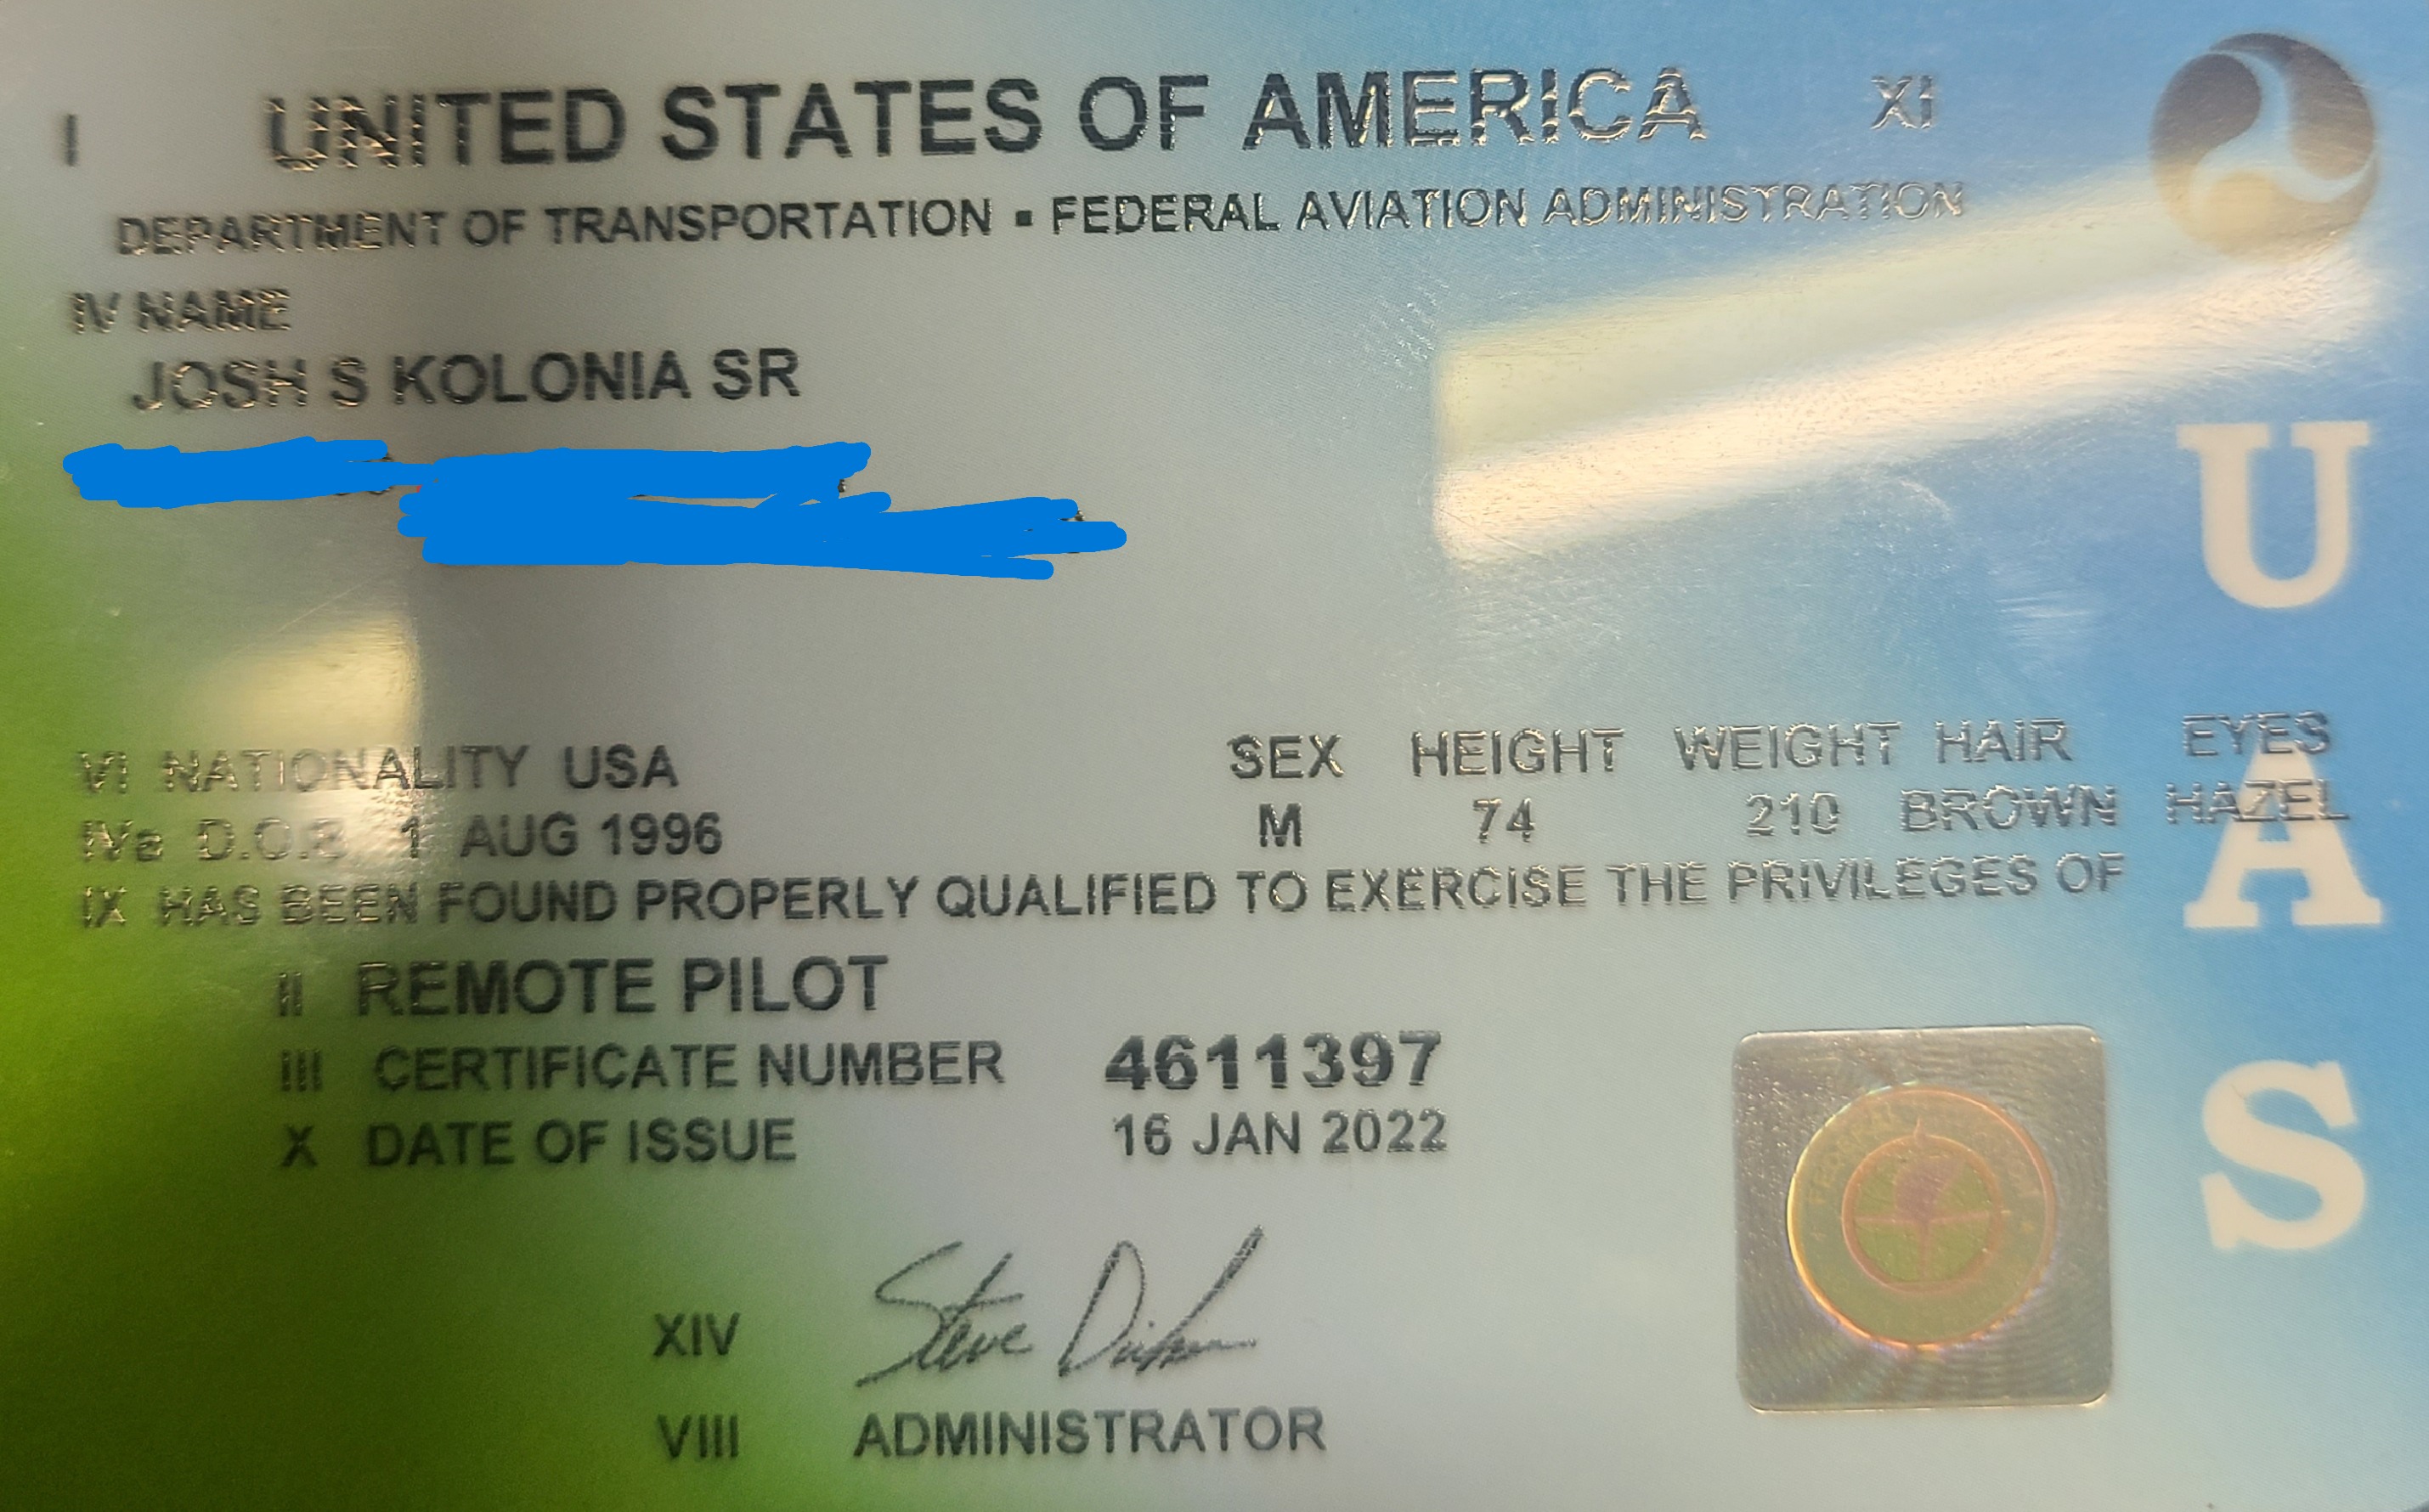 I UNITED STATES OF AMERICA XI
DEPARTMENT OF TRANSPORTATION ▪ FEDERAL AVIATION ADMINISTRATION
IV NAME
JOSH S KOLONIA SR
VI NATIONALITY USA
IVa D.O.B 1 AUG 1996
SEX HEIGHT WEIGHT HAIR EYES
M 74 210 BROWN HAZEL
IX HAS BEEN FOUND PROPERLY QUALIFIED TO EXERCISE THE PRIVILEGES OF
II REMOTE PILOT
III CERTIFICATE NUMBER 4611397
X DATE OF ISSUE 16 JAN 2022
XIV Steve Dickson
VIII ADMINISTRATOR
U
A
S